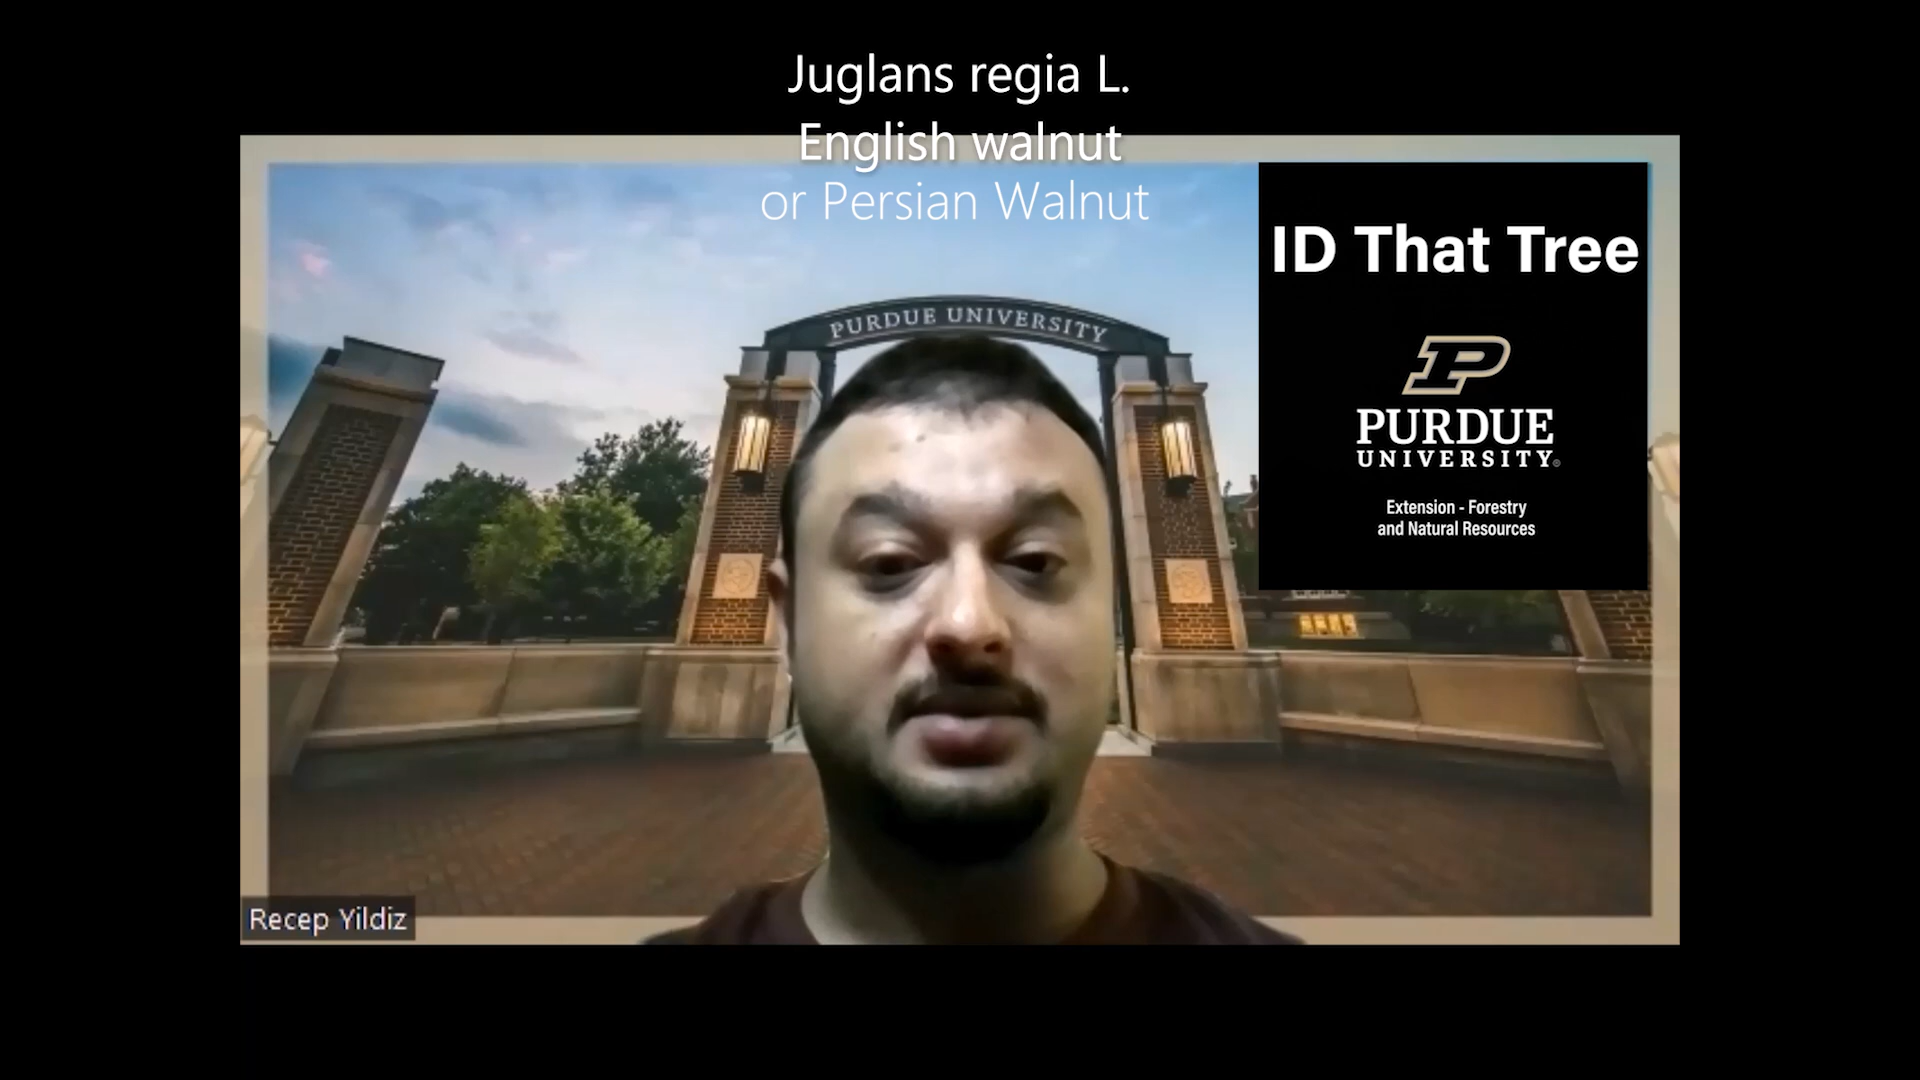 Juglans regia L.
English walnut
or Persian Walnut
ID That Tree
PURDUE UNIVERSITY
P
PURDUE
UNIVERSITY®
Extension - Forestry
and Natural Resources
Recep Yildiz